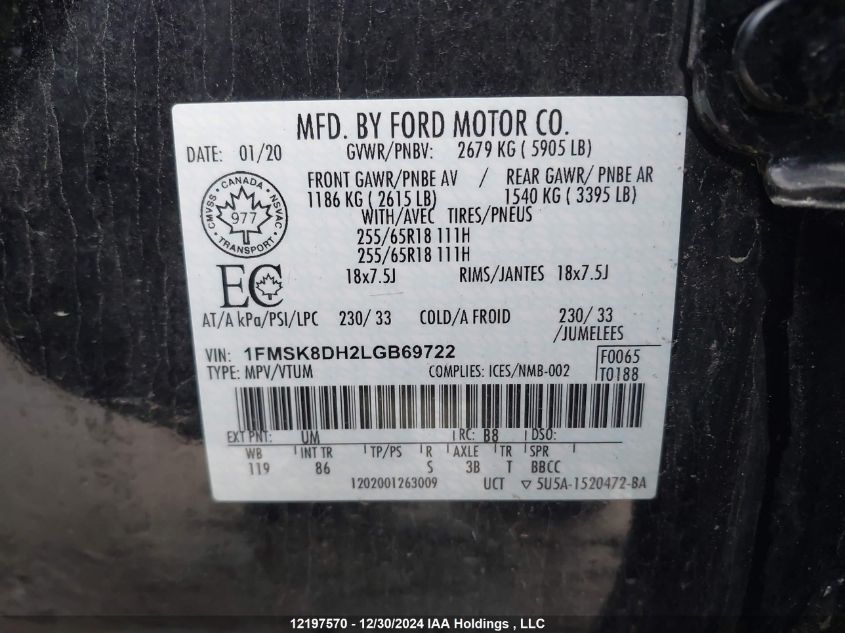 MFD. BY FORD MOTOR CO.
DATE: 01/20 GVWR/PNBV: 2679 KG ( 5905 LB)
FRONT GAWR/PNBE AV / REAR GAWR/ PNBE AR
1186 KG ( 2615 LB) 1540 KG ( 3395 LB)
WITH/AVEC TIRES/PNEUS
CANADA
CMVSS 977 NSVAC
TRANSPORT
255/65R18 111H
255/65R18 111H
EC 18x7.5J RIMS/JANTES 18x7.5J
AT/A kPa/PSI/LPC 230/ 33 COLD/A FROID 230/ 33
/JUMELEES
VIN: 1FMSK8DH2LGB69722 F0065
TYPE: MPV/VTUM COMPLIES: ICES/NMB-002 T0188
EXT PNT: UM RC: B8 DSO:
WB INT TR TP/PS R AXLE TR SPR
119 86 S 3B T BBCC
1202001263009 UCT ▽ 5U5A-1520472-BA
12197570 - 12/30/2024 IAA Holdings , LLC